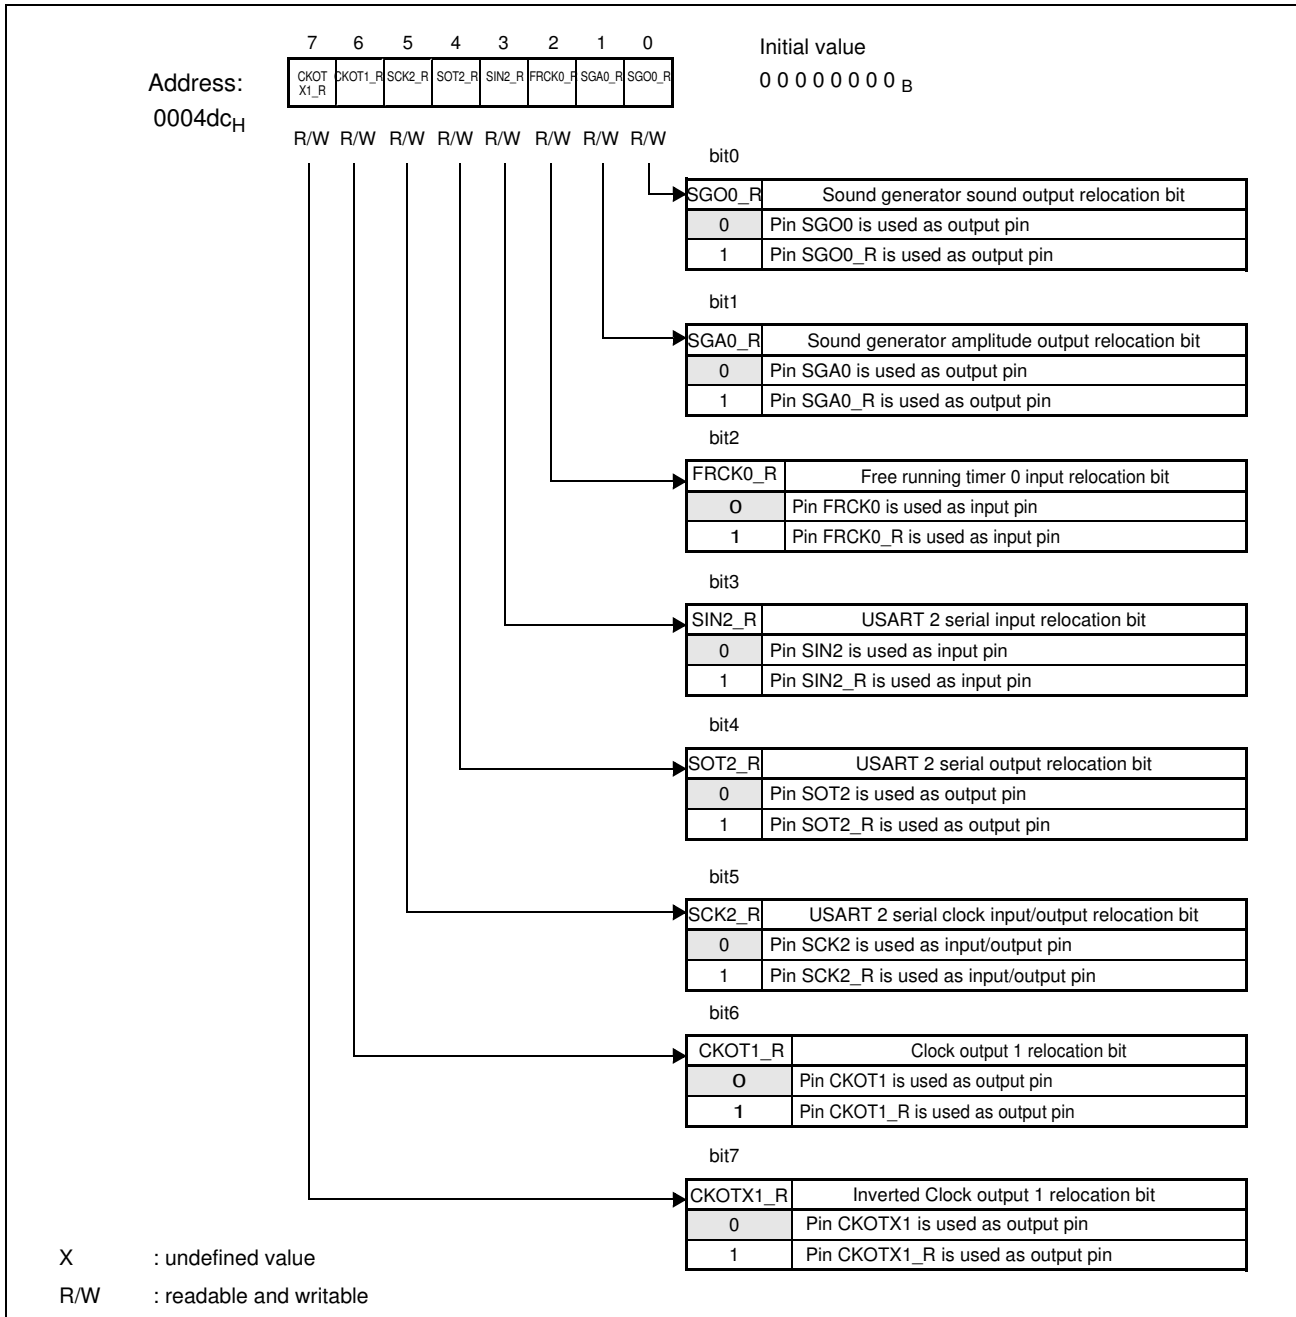 7 6 5 4 3 2 1 0
Initial value
Address:
CKOT X1_R CKOT1_R SCK2_R SOT2_R SIN2_R FRCK0_R SGA0_R SGO0_R
0 0 0 0 0 0 0 0 B
0004dcH
R/W R/W R/W R/W R/W R/W R/W R/W
bit0
SGO0_R Sound generator sound output relocation bit
0 Pin SGO0 is used as output pin
1 Pin SGO0_R is used as output pin
bit1
SGA0_R Sound generator amplitude output relocation bit
0 Pin SGA0 is used as output pin
1 Pin SGA0_R is used as output pin
bit2
FRCK0_R Free running timer 0 input relocation bit
0 Pin FRCK0 is used as input pin
1 Pin FRCK0_R is used as input pin
bit3
SIN2_R USART 2 serial input relocation bit
0 Pin SIN2 is used as input pin
1 Pin SIN2_R is used as input pin
bit4
SOT2_R USART 2 serial output relocation bit
0 Pin SOT2 is used as output pin
1 Pin SOT2_R is used as output pin
bit5
SCK2_R USART 2 serial clock input/output relocation bit
0 Pin SCK2 is used as input/output pin
1 Pin SCK2_R is used as input/output pin
bit6
CKOT1_R Clock output 1 relocation bit
0 Pin CKOT1 is used as output pin
1 Pin CKOT1_R is used as output pin
bit7
CKOTX1_R Inverted Clock output 1 relocation bit
0 Pin CKOTX1 is used as output pin
1 Pin CKOTX1_R is used as output pin
X : undefined value
R/W : readable and writable